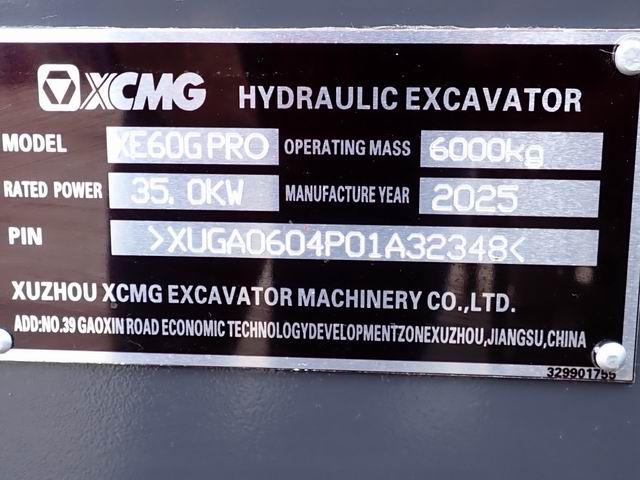 XCMG HYDRAULIC EXCAVATOR
MODEL XE60G PRO OPERATING MASS 6000kg
RATED POWER 35.0KW MANUFACTURE YEAR 2025
PIN >XUGA0604P01A32348<
XUZHOU XCMG EXCAVATOR MACHINERY CO.,LTD.
ADD:NO.39 GAOXIN ROAD ECONOMIC TECHNOLOGYDEVELOPMENTZONEXUZHOU,JIANGSU,CHINA
329901755